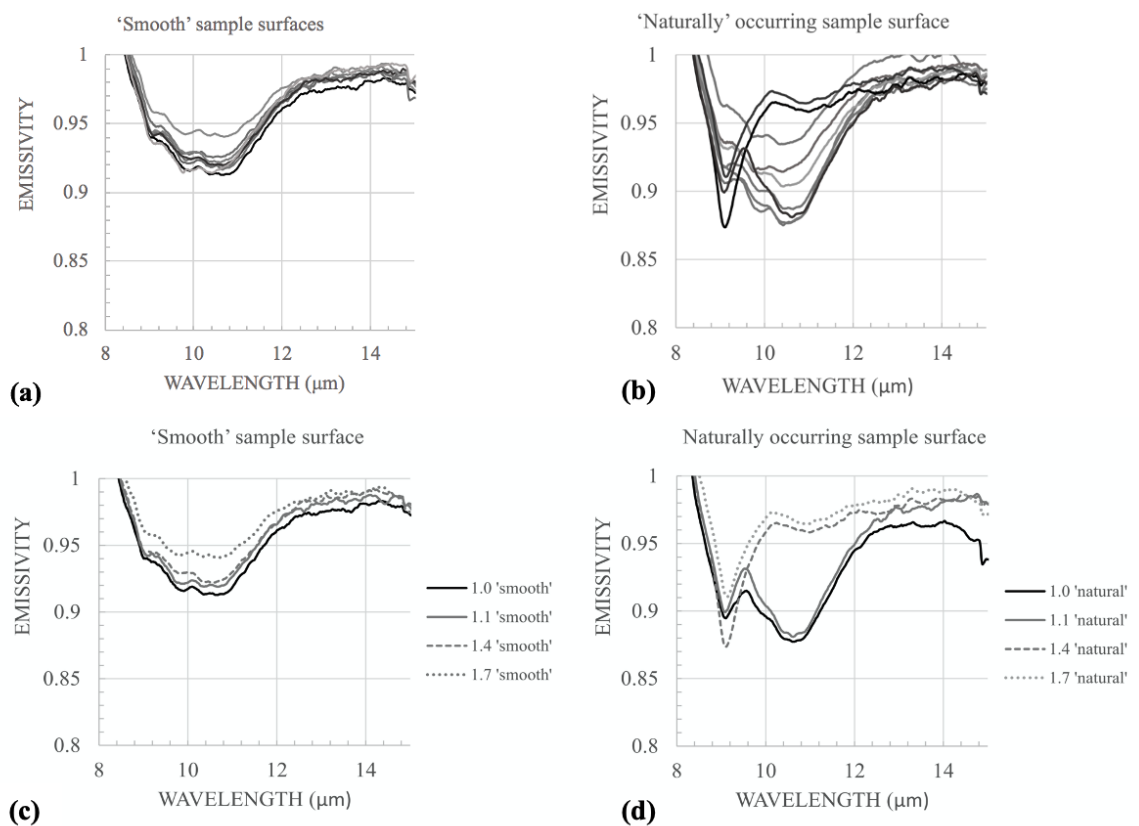 ‘Smooth’ sample surfaces
1
0.95
0.9
0.85
0.8
EMISSIVITY
8 10 12 14
WAVELENGTH (µm)
(a)
‘Naturally’ occurring sample surface
1
0.95
0.9
0.85
0.8
EMISSIVITY
8 10 12 14
WAVELENGTH (µm)
(b)
‘Smooth’ sample surface
1
0.95
0.9
0.85
0.8
EMISSIVITY
8 10 12 14
WAVELENGTH (µm)
1.0 'smooth'
1.1 'smooth'
1.4 'smooth'
1.7 'smooth'
(c)
Naturally occurring sample surface
1
0.95
0.9
0.85
0.8
EMISSIVITY
8 10 12 14
WAVELENGTH (µm)
1.0 'natural'
1.1 'natural'
1.4 'natural'
1.7 'natural'
(d)